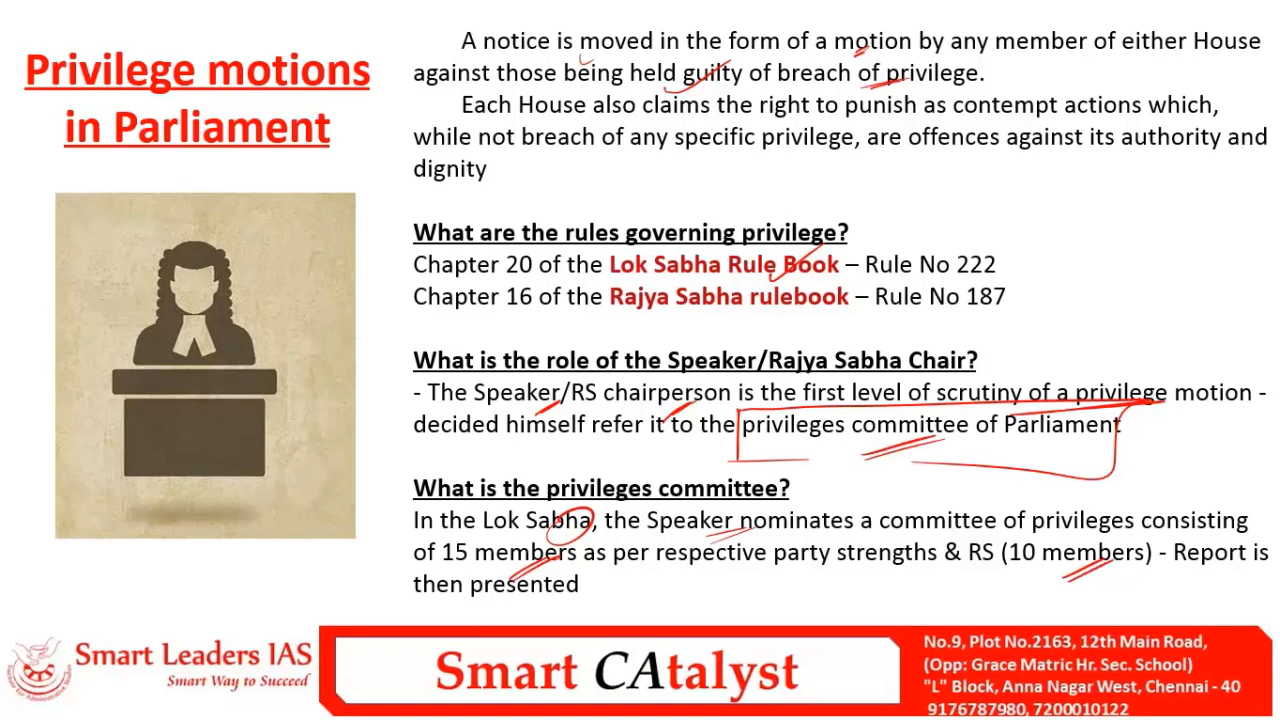 Privilege motions
in Parliament
A notice is moved in the form of a motion by any member of either House
against those being held guilty of breach of privilege.
Each House also claims the right to punish as contempt actions which,
while not breach of any specific privilege, are offences against its authority and
dignity
What are the rules governing privilege?
Chapter 20 of the Lok Sabha Rule Book – Rule No 222
Chapter 16 of the Rajya Sabha rulebook – Rule No 187
What is the role of the Speaker/Rajya Sabha Chair?
- The Speaker/RS chairperson is the first level of scrutiny of a privilege motion -
decided himself refer it to the privileges committee of Parliament
What is the privileges committee?
In the Lok Sabha, the Speaker nominates a committee of privileges consisting
of 15 members as per respective party strengths & RS (10 members) - Report is
then presented
Smart Leaders IAS
Smart Way to Succeed
Smart CAtalyst
No.9, Plot No.2163, 12th Main Road,
(Opp: Grace Matric Hr. Sec. School)
"L" Block, Anna Nagar West, Chennai - 40
9176787980, 7200010122